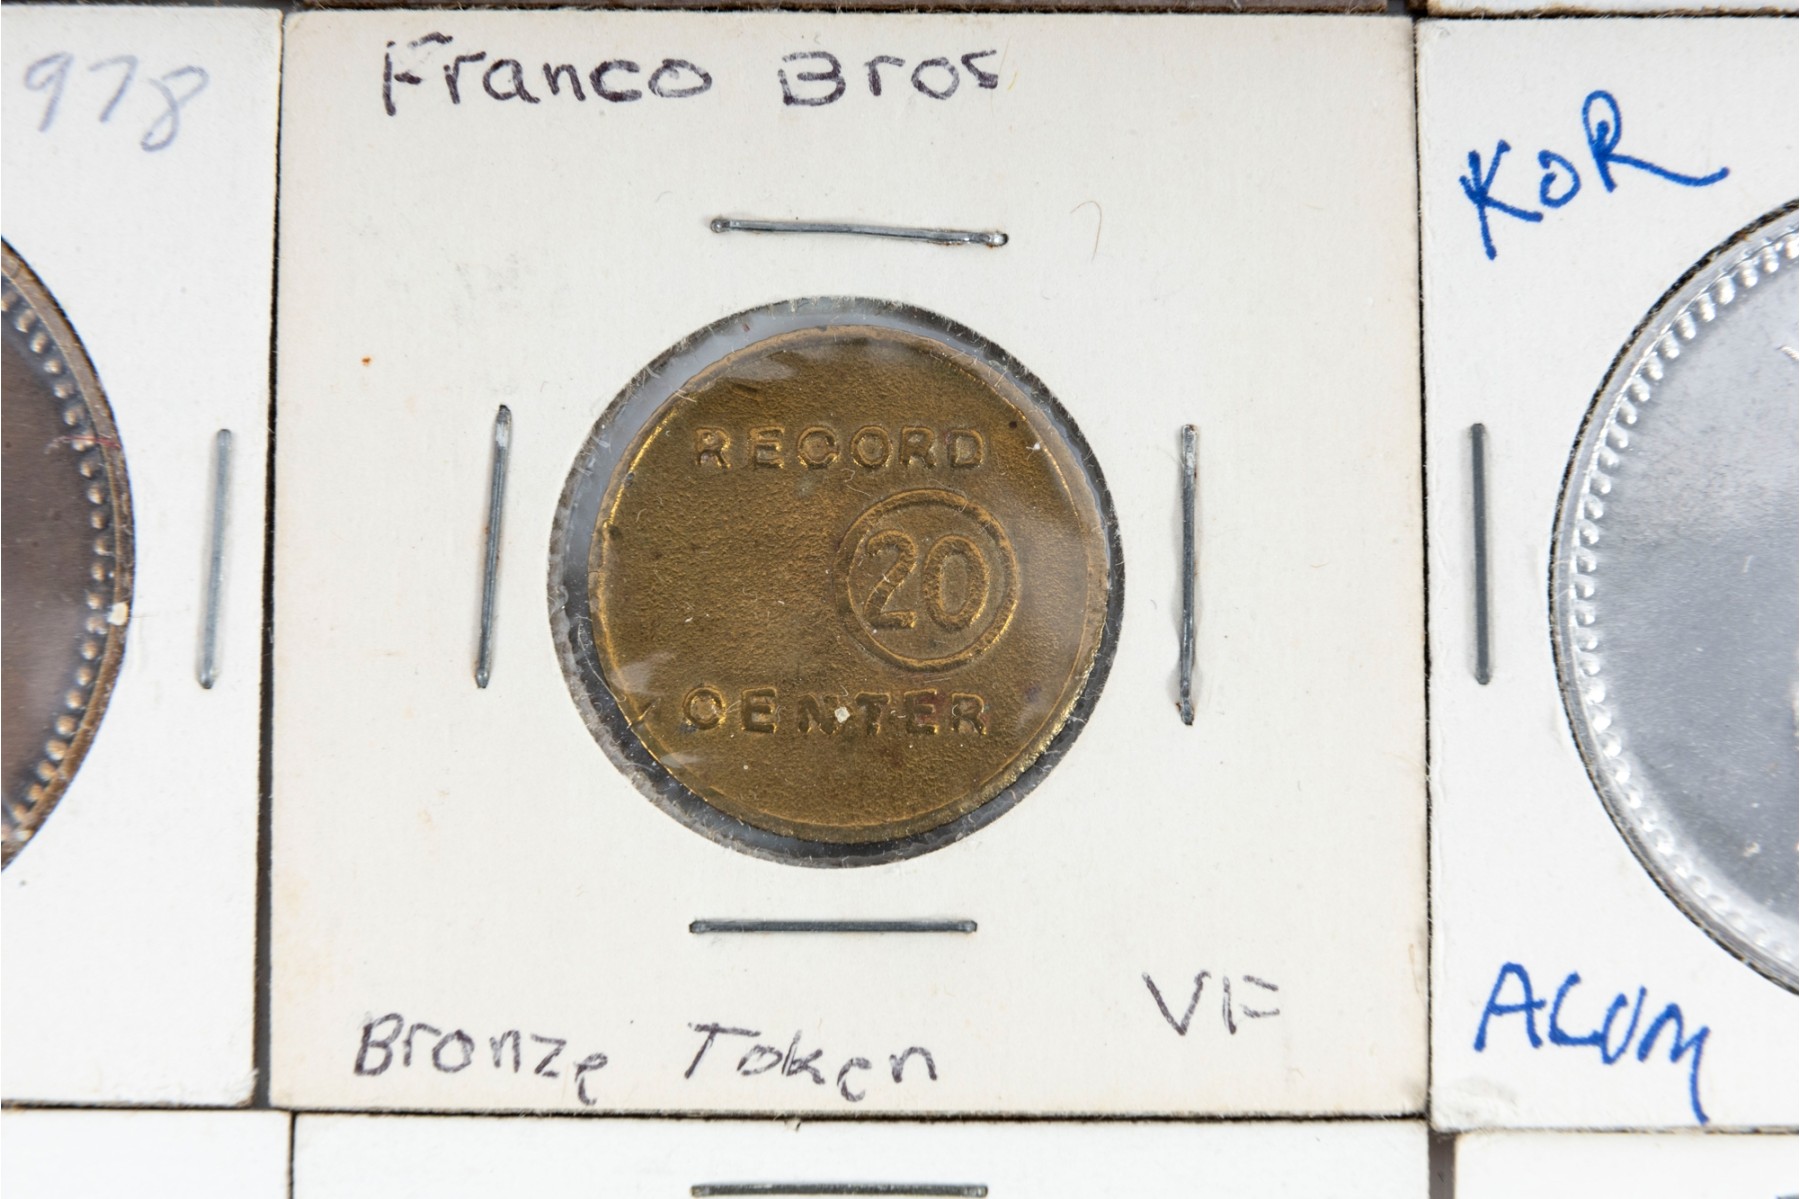 978
Franco Bros
KOR
RECORD
20
CENTER
VF
Bronze Token
ALUM